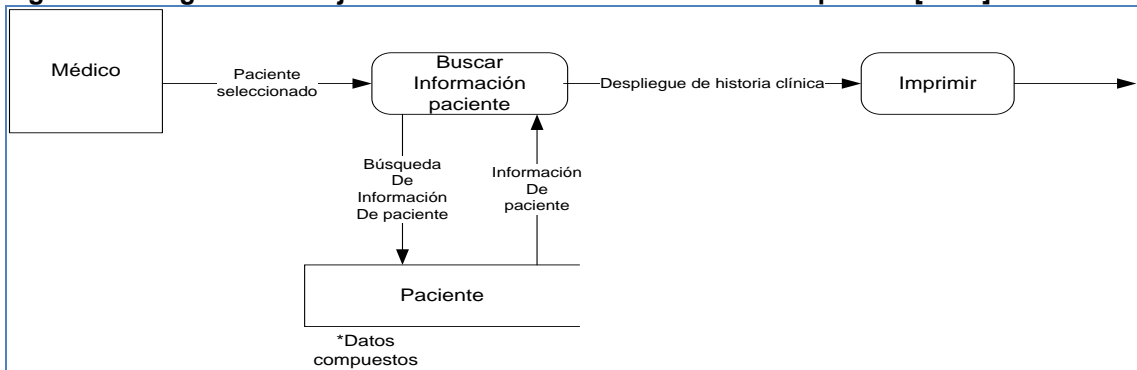 Médico
Paciente
seleccionado
Buscar
Información
paciente
Despliegue de historia clínica
Imprimir
Búsqueda
De
Información
De paciente
Información
De
paciente
Paciente
*Datos
compuestos